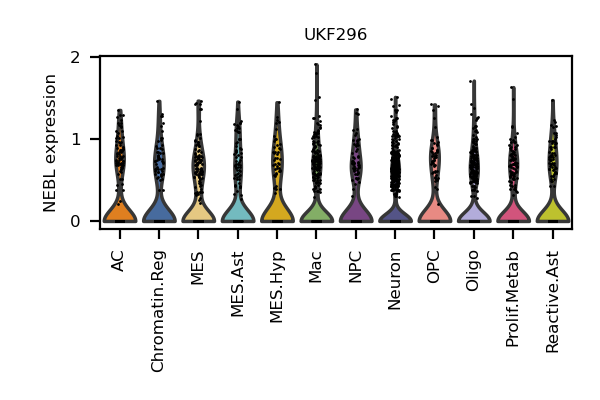 UKF296
NEBL expression
2
1
0
AC
Chromatin.Reg
MES
MES.Ast
MES.Hyp
Mac
NPC
Neuron
OPC
Oligo
Prolif.Metab
Reactive.Ast